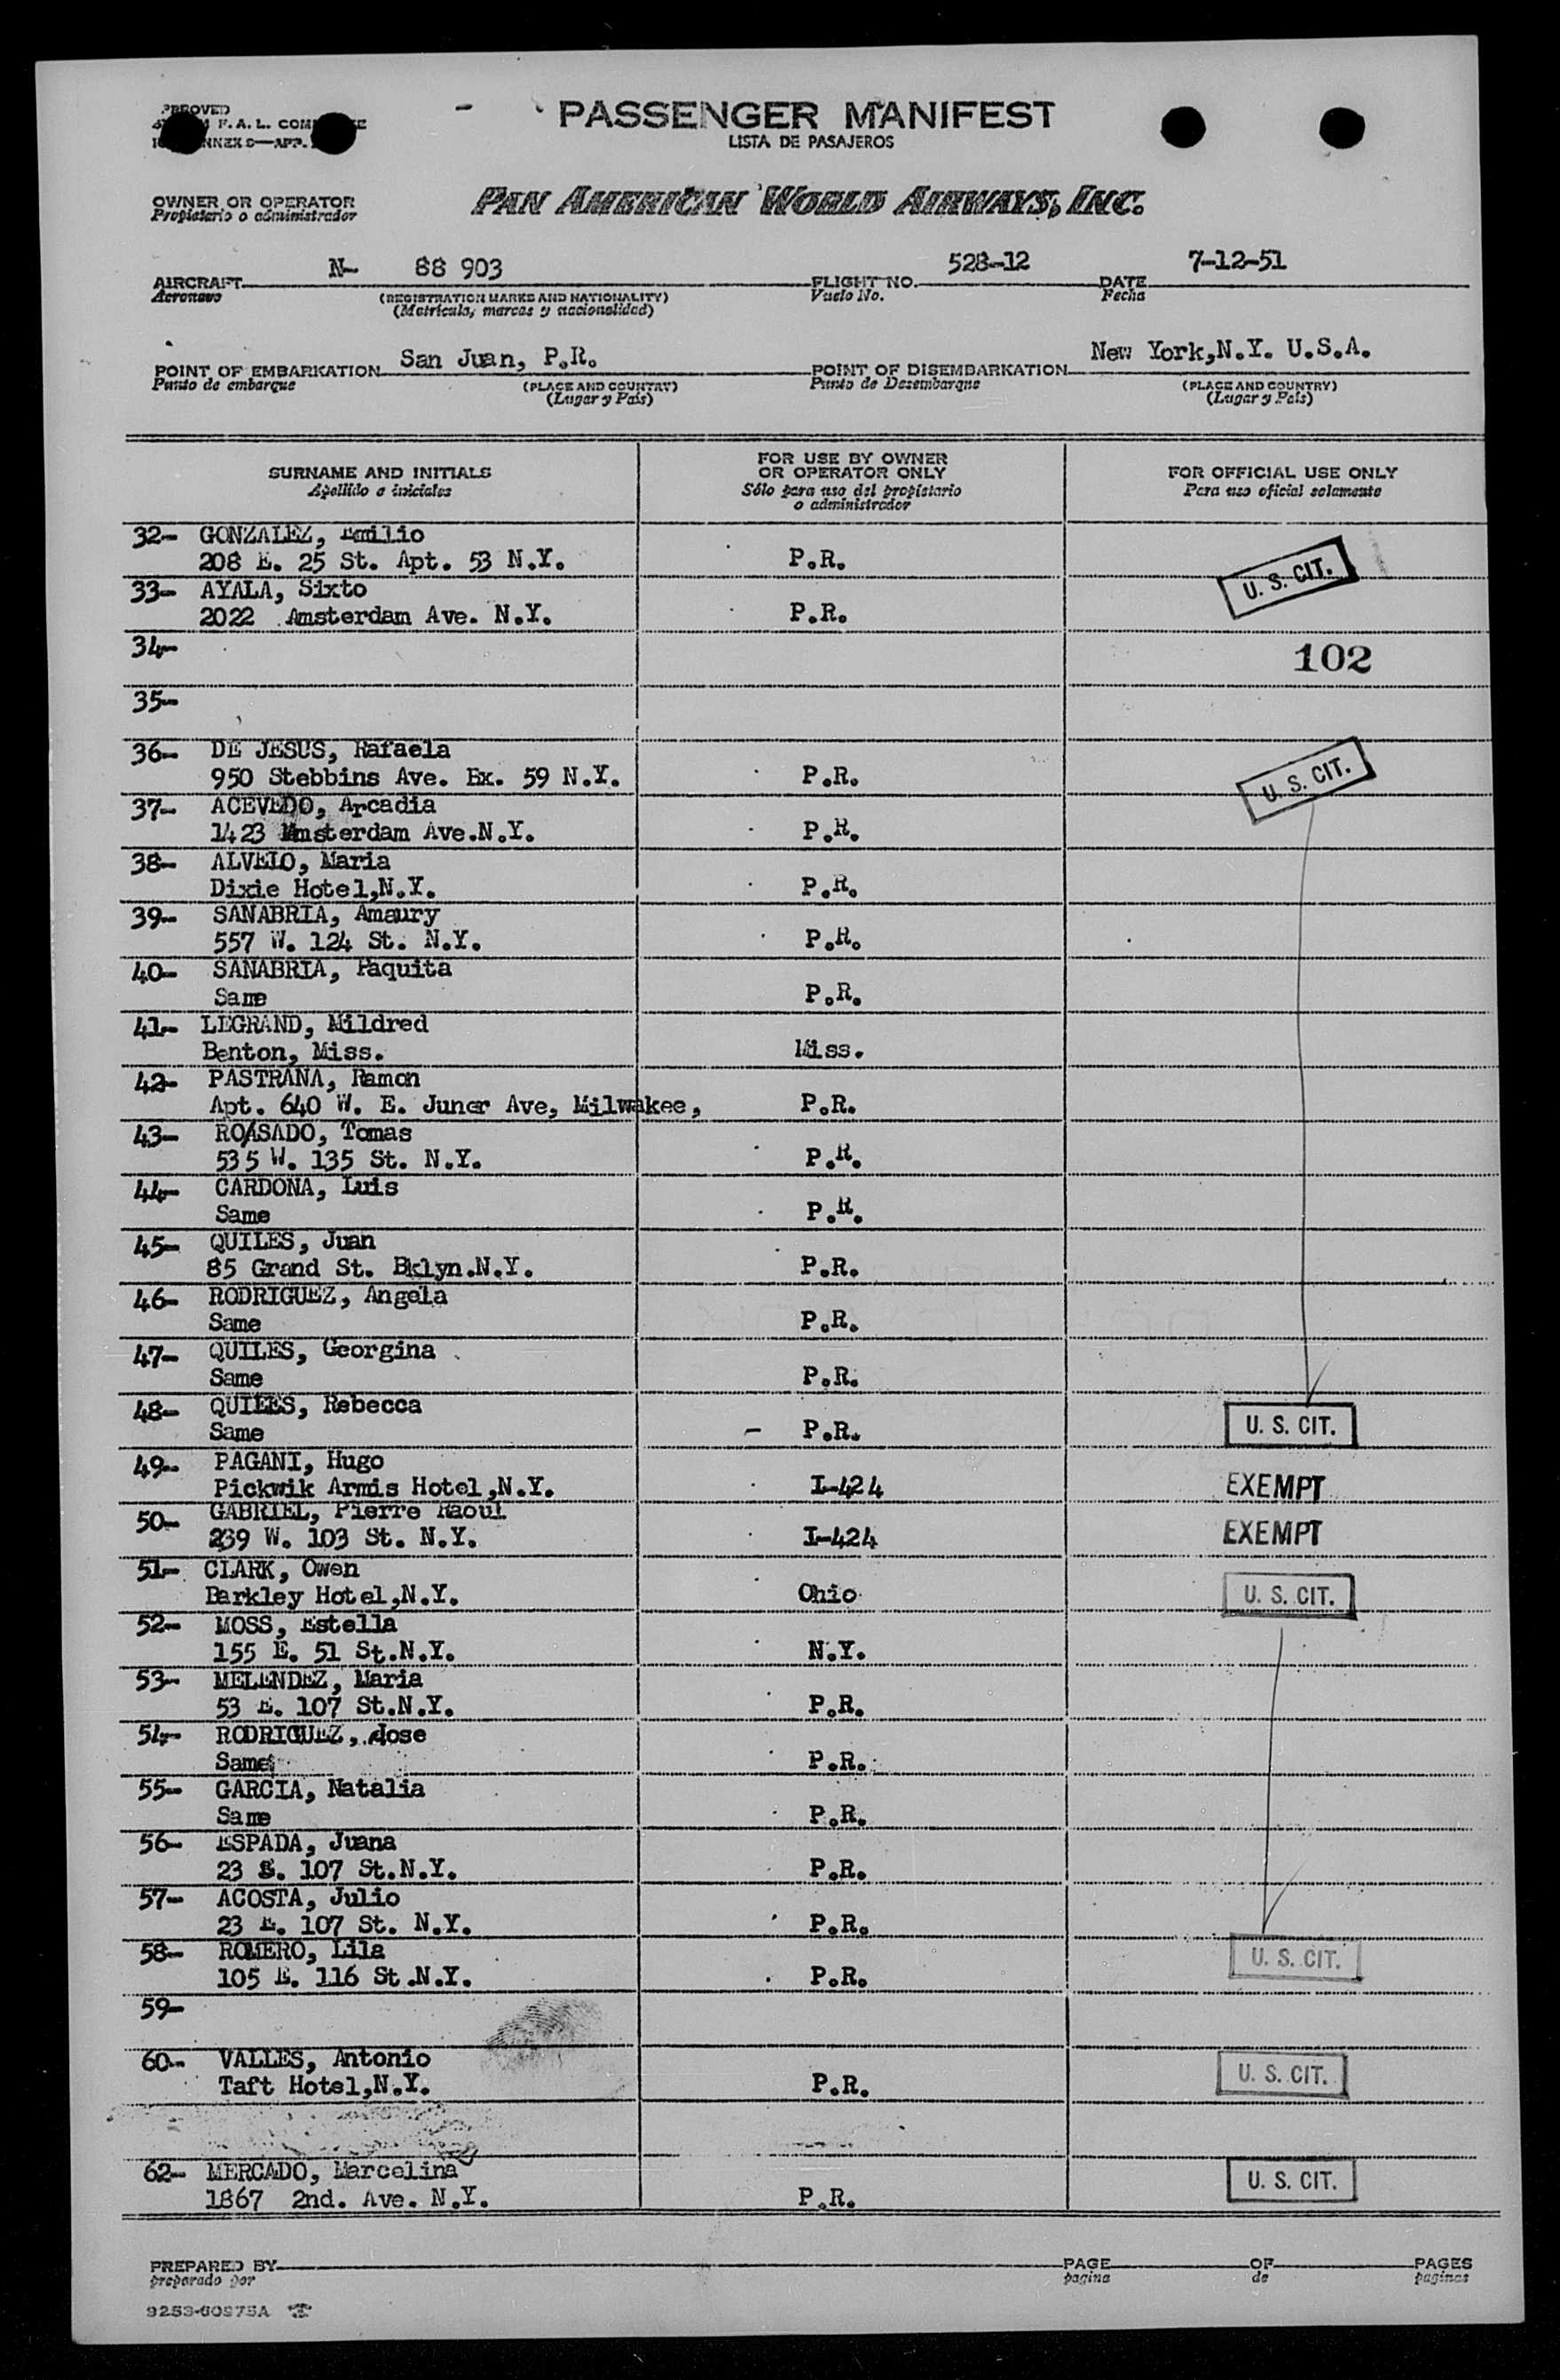 PASSENGER MANIFEST
LISTA DE PASAJEROS
OWNER OR OPERATOR
Propietario o administrador
PAN AMERICAN WORLD AIRWAYS, INC.
AIRCRAFT N- 88 903 FLIGHT NO. 528-12 DATE 7-12-51
Aeronave (REGISTRATION MARKS AND NATIONALITY) Vuelo No. Fecha
(Matricula, marcas y nacionalidad)
POINT OF EMBARKATION San Juan, P.R. POINT OF DISEMBARKATION New York,N.Y. U.S.A.
Punto de embarque (PLACE AND COUNTRY) Punto de Desembarque (PLACE AND COUNTRY)
(Lugar y País) (Lugar y País)
SURNAME AND INITIALS FOR USE BY OWNER OR OPERATOR ONLY FOR OFFICIAL USE ONLY
Apellido e iniciales Sólo para uso del propietario o administrador Para uso oficial solamente
32- GONZALEZ, Emilio
208 E. 25 St. Apt. 53 N.Y. P.R. U. S. CIT.
33- AYALA, Sixto
2022 Amsterdam Ave. N.Y. P.R.
34- 102
35-
36- DE JESUS, Rafaela
950 Stebbins Ave. Bx. 59 N.Y. P.R. U. S. CIT.
37- ACEVEDO, Arcadia
1423 Amsterdam Ave.N.Y. P.R.
38- ALVELO, Maria
Dixie Hotel,N.Y. P.R.
39- SANABRIA, Amaury
557 W. 124 St. N.Y. P.R.
40- SANABRIA, Paquita
Same P.R.
41- LEGRAND, Mildred
Benton, Miss. Miss.
42- PASTRANA, Ramon
Apt. 640 W. E. Juner Ave, Milwakee, P.R.
43- ROASADO, Tomas
535 W. 135 St. N.Y. P.R.
44- CARDONA, Luis
Same P.R.
45- QUILES, Juan
85 Grand St. Bklyn.N.Y. P.R.
46- RODRIGUEZ, Angela
Same P.R.
47- QUILES, Georgina
Same P.R.
48- QUILES, Rebecca
Same - P.R. U. S. CIT.
49- PAGANI, Hugo
Pickwik Armis Hotel,N.Y. I-424 EXEMPT
50- GABRIEL, Pierre Raoul
239 W. 103 St. N.Y. I-424 EXEMPT
51- CLARK, Owen
Barkley Hotel,N.Y. Ohio U. S. CIT.
52- MOSS, Estella
155 E. 51 St.N.Y. N.Y.
53- MELENDEZ, Maria
53 E. 107 St.N.Y. P.R.
54- RODRIGUEZ, Jose
Same P.R.
55- GARCIA, Natalia
Same P.R.
56- ESPADA, Juana
23 E. 107 St.N.Y. P.R.
57- ACOSTA, Julio
23 E. 107 St. N.Y. P.R.
58- ROMERO, Lila U. S. CIT.
105 E. 116 St.N.Y. P.R.
59-
60- VALLES, Antonio
Taft Hotel,N.Y. P.R. U. S. CIT.
62- MERCADO, Marcelina
1867 2nd. Ave. N.Y. P.R. U. S. CIT.
PREPARED BY PAGE OF PAGES
preparado por pagina de paginas